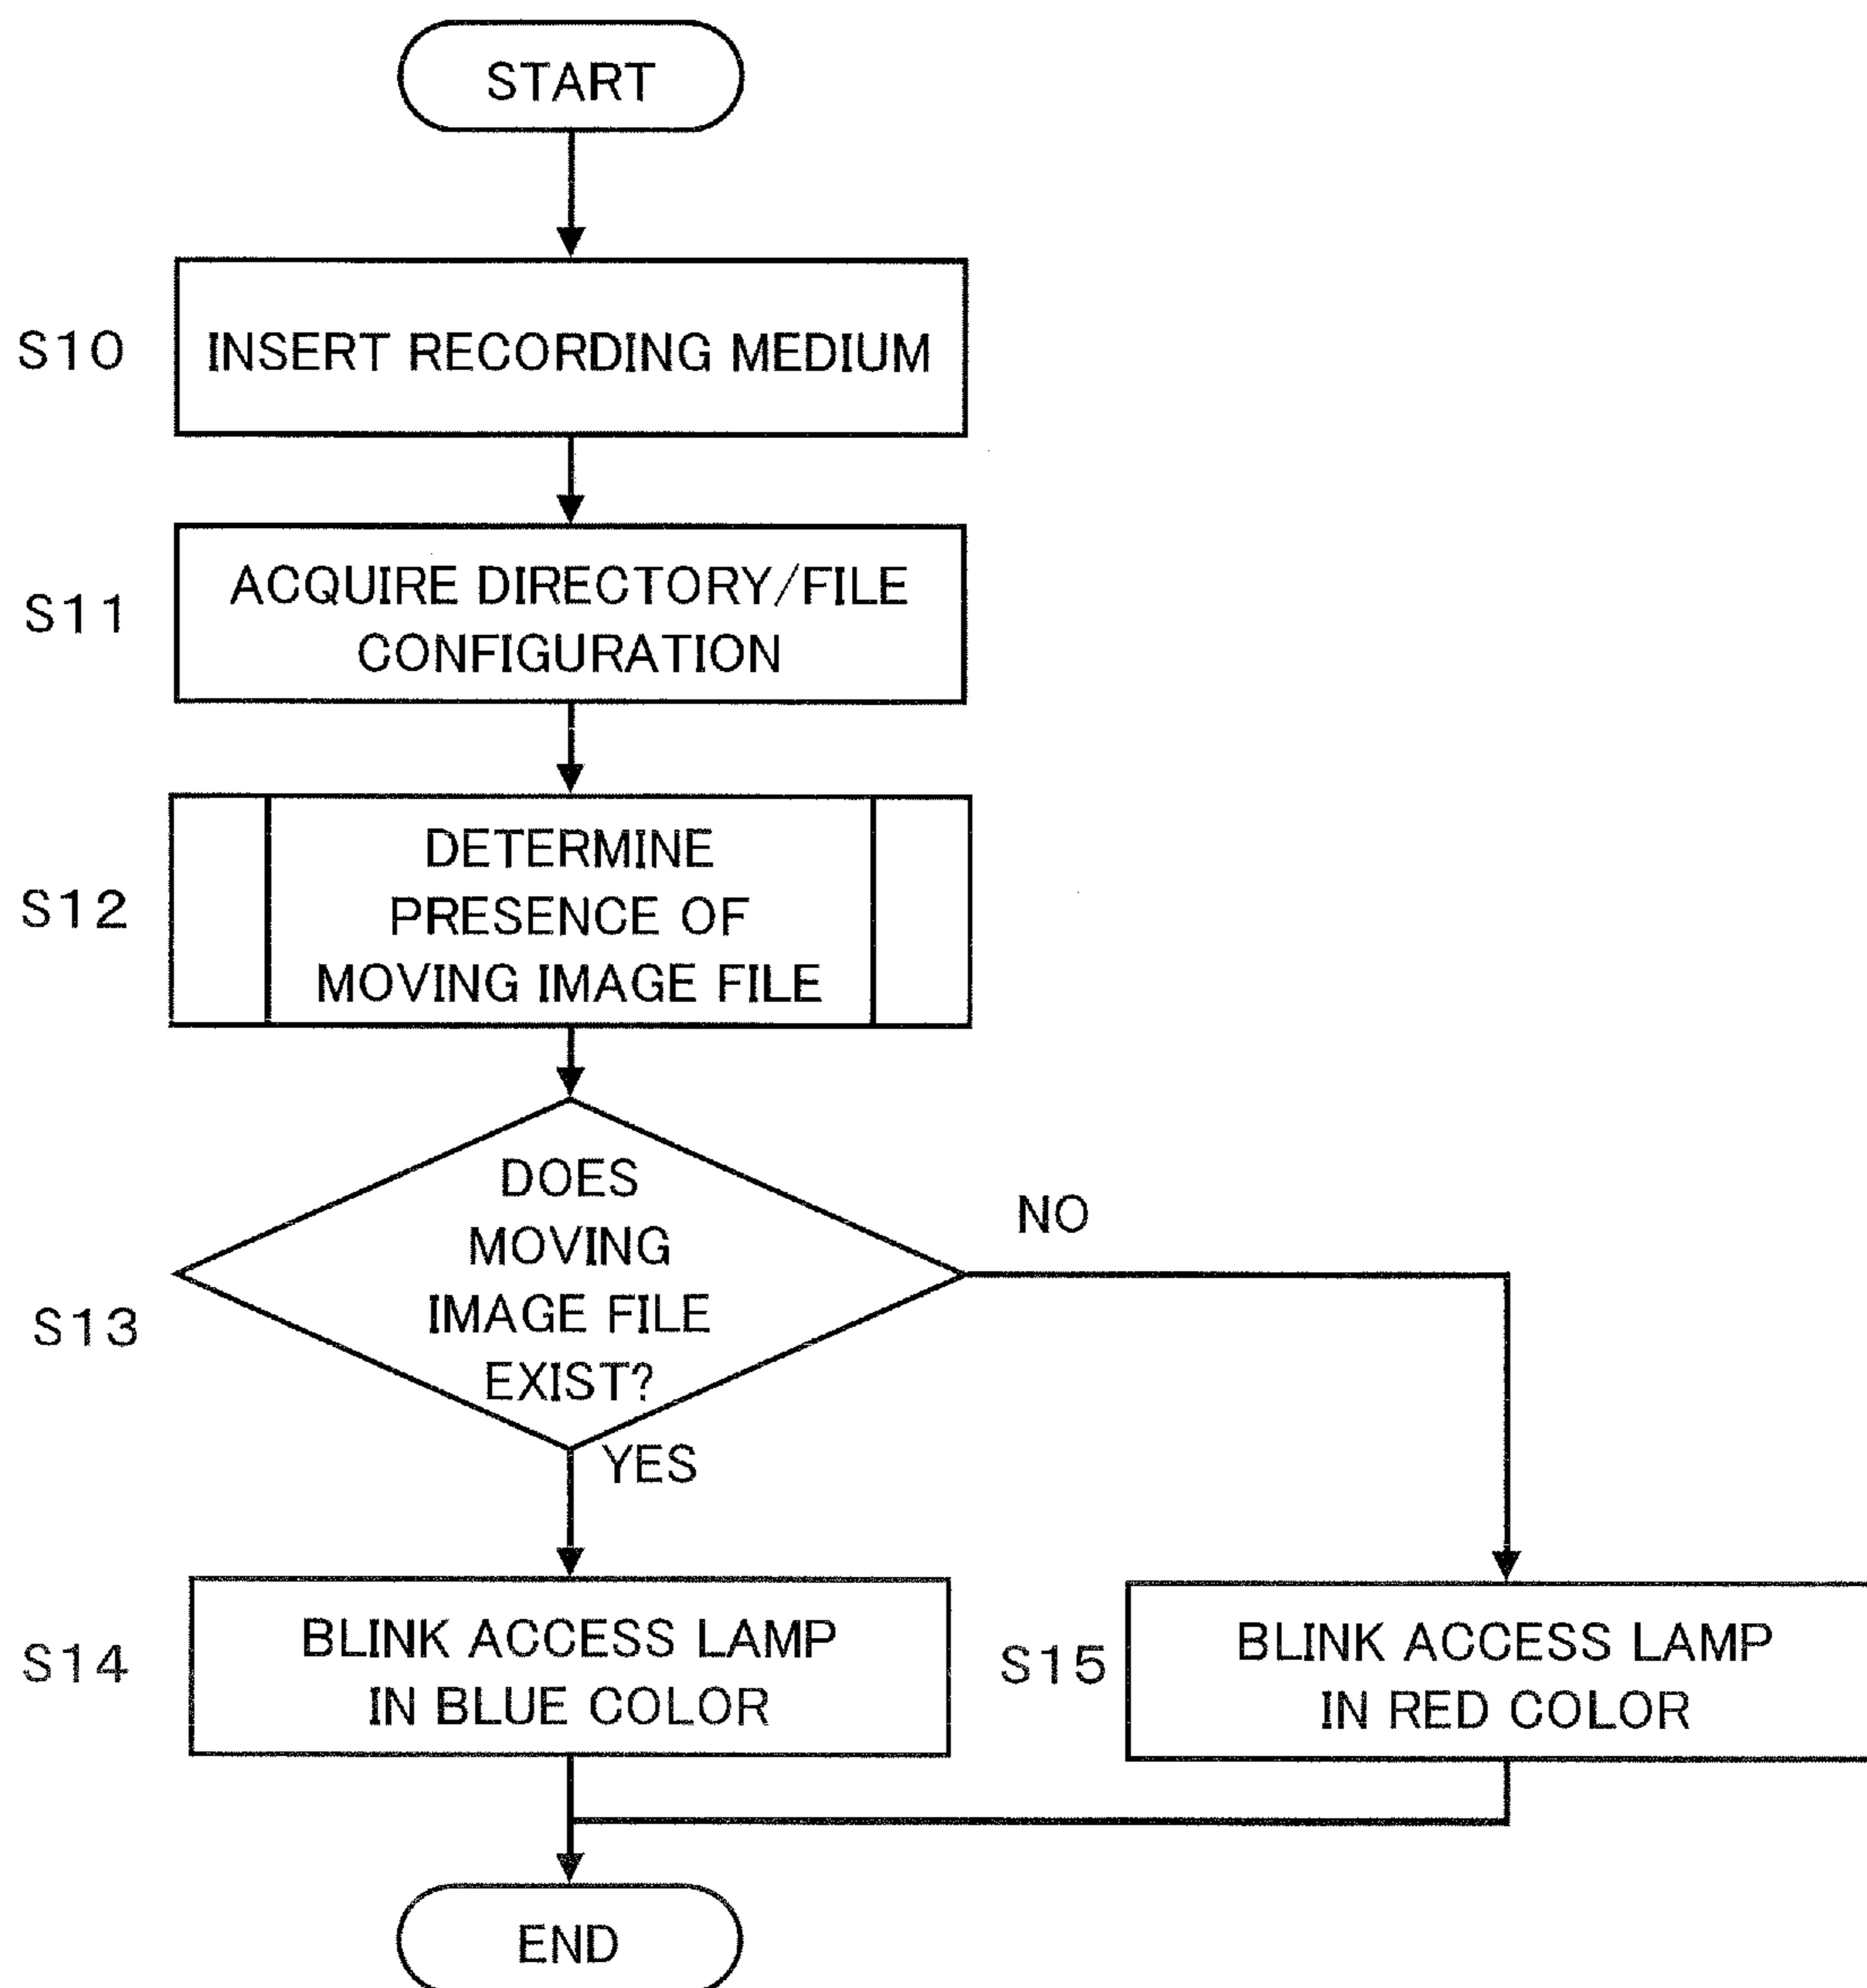 START
S10
INSERT RECORDING MEDIUM
S11
ACQUIRE DIRECTORY/FILE
CONFIGURATION
S12
DETERMINE
PRESENCE OF
MOVING IMAGE FILE
S13
DOES
MOVING
IMAGE FILE
EXIST?
NO
YES
S14
BLINK ACCESS LAMP
IN BLUE COLOR
S15
BLINK ACCESS LAMP
IN RED COLOR
END